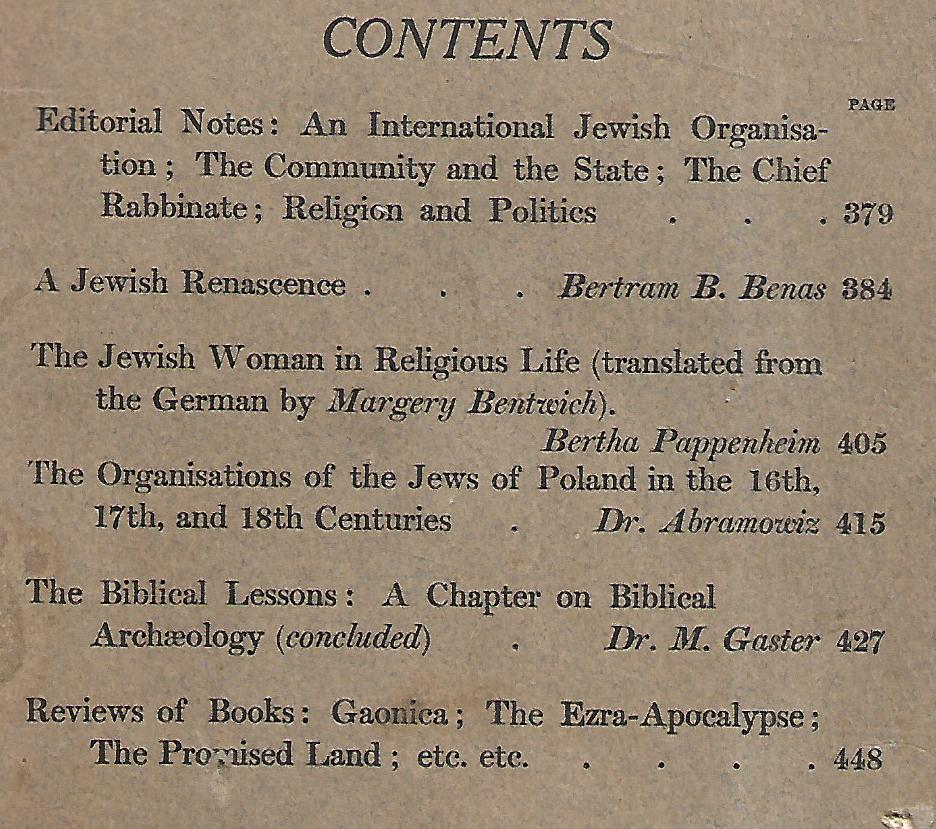 CONTENTS
PAGE
Editorial Notes: An International Jewish Organisa-
tion; The Community and the State; The Chief
Rabbinate; Religion and Politics . . . 379
A Jewish Renascence . . . Bertram B. Benas 384
The Jewish Woman in Religious Life (translated from
the German by Margery Bentwich).
Bertha Pappenheim 405
The Organisations of the Jews of Poland in the 16th,
17th, and 18th Centuries . Dr. Abramowiz 415
The Biblical Lessons: A Chapter on Biblical
Archæology (concluded) . Dr. M. Gaster 427
Reviews of Books: Gaonica; The Ezra-Apocalypse;
The Promised Land; etc. etc. . . . . 448